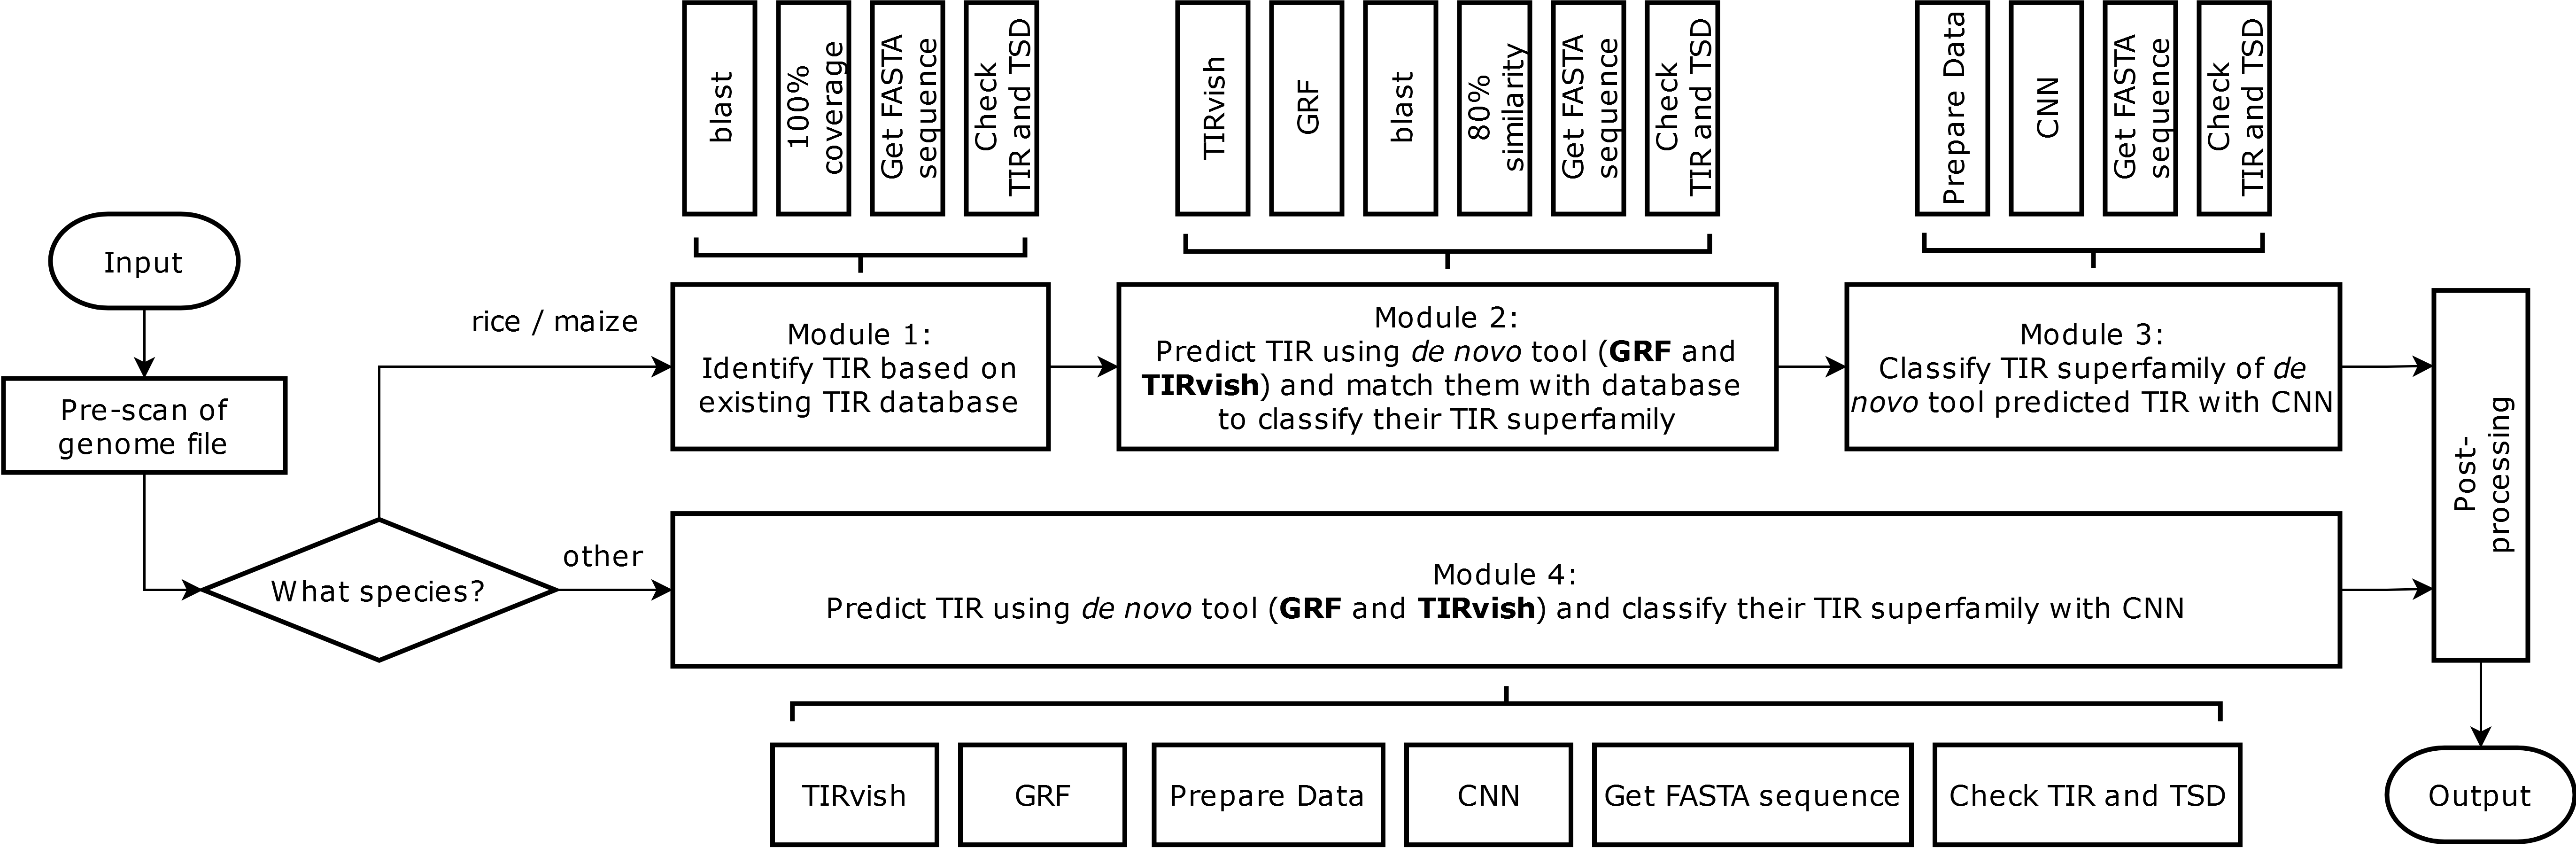 blast
100%
coverage
Get FASTA
sequence
Check
TIR and TSD
TIRvish
GRF
blast
80%
similarity
Get FASTA
sequence
Check
TIR and TSD
Prepare Data
CNN
Get FASTA
sequence
Check
TIR and TSD
Input
Pre-scan of
genome file
What species?
rice / maize
Module 1:
Identify TIR based on
existing TIR database
Module 2:
Predict TIR using de novo tool (GRF and
TIRvish) and match them with database
to classify their TIR superfamily
Module 3:
Classify TIR superfamily of de
novo tool predicted TIR with CNN
other
Module 4:
Predict TIR using de novo tool (GRF and TIRvish) and classify their TIR superfamily with CNN
TIRvish
GRF
Prepare Data
CNN
Get FASTA sequence
Check TIR and TSD
Post-
processing
Output